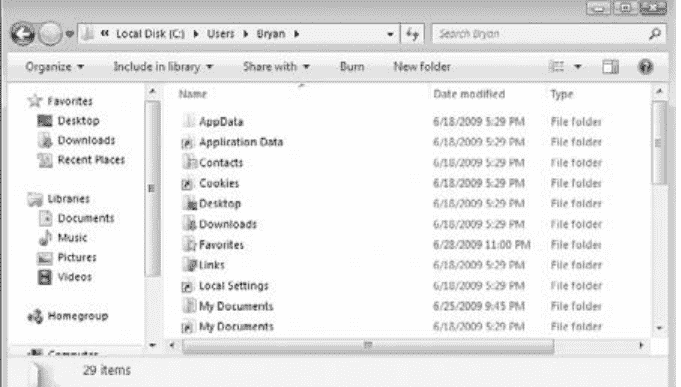 « Local Disk (C:) ▸ Users ▸ Bryan ▸ Search Bryan
Organize ▾ Include in library ▾ Share with ▾ Burn New folder
Name Date modified Type
Favorites
Desktop
Downloads
Recent Places
Libraries
Documents
Music
Pictures
Videos
Homegroup
Computer
AppData 6/18/2009 5:29 PM File folder
Application Data 6/18/2009 5:29 PM File folder
Contacts 6/18/2009 5:29 PM File folder
Cookies 6/18/2009 5:29 PM File folder
Desktop 6/18/2009 5:29 PM File folder
Downloads 6/18/2009 5:29 PM File folder
Favorites 6/28/2009 11:00 PM File folder
Links 6/18/2009 5:29 PM File folder
Local Settings 6/18/2009 5:29 PM File folder
My Documents 6/25/2009 9:45 PM File folder
My Documents 6/18/2009 5:29 PM File folder
29 items